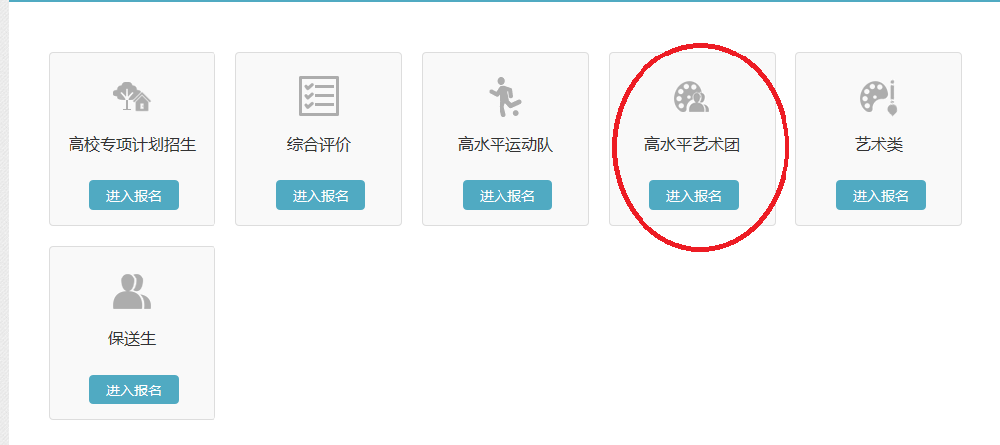 高校专项计划招生
进入报名
综合评价
进入报名
高水平运动队
进入报名
高水平艺术团
进入报名
艺术类
进入报名
保送生
进入报名